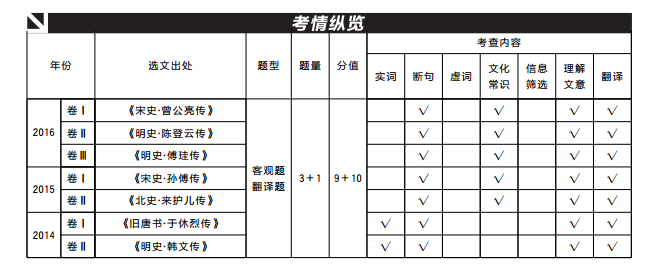 考情纵览
年份 选文出处 题型 题量 分值 考查内容
实词 断句 虚词 文化常识 信息筛选 理解文意 翻译
2016 卷Ⅰ 《宋史·曾公亮传》 客观题 翻译题 3+1 9+10 √ √ √ √
卷Ⅱ 《明史·陈登云传》 √ √ √ √
卷Ⅲ 《明史·傅珪传》 √ √ √ √
2015 卷Ⅰ 《宋史·孙傅传》 √ √ √ √
卷Ⅱ 《北史·来护儿传》 √ √ √ √
2014 卷Ⅰ 《旧唐书·于休烈传》 √ √ √ √
卷Ⅱ 《明史·韩文传》 √ √ √ √